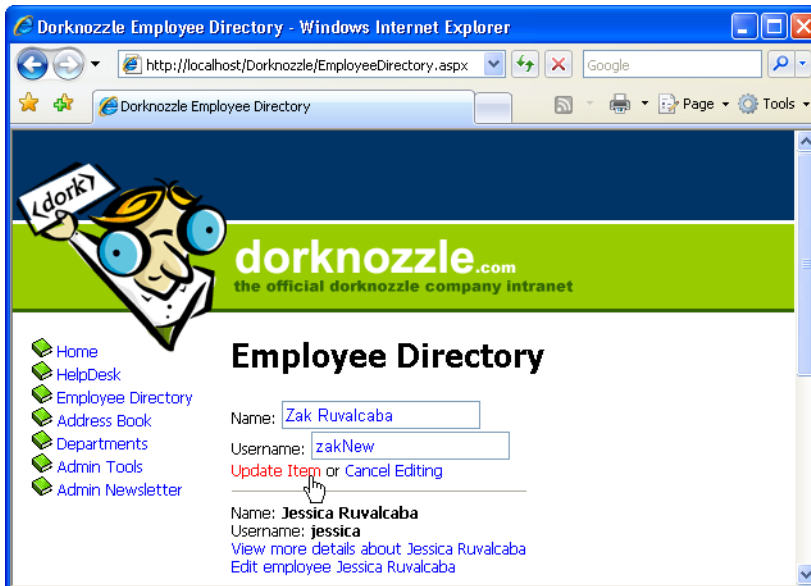 Dorknozzle Employee Directory - Windows Internet Explorer
http://localhost/Dorknozzle/EmployeeDirectory.aspx
Google
Dorknozzle Employee Directory
Page
Tools
<dork>
dorknozzle.com
the official dorknozzle company intranet
Home
HelpDesk
Employee Directory
Address Book
Departments
Admin Tools
Admin Newsletter
Employee Directory
Name: Zak Ruvalcaba
Username: zakNew
Update Item or Cancel Editing
Name: Jessica Ruvalcaba
Username: jessica
View more details about Jessica Ruvalcaba
Edit employee Jessica Ruvalcaba